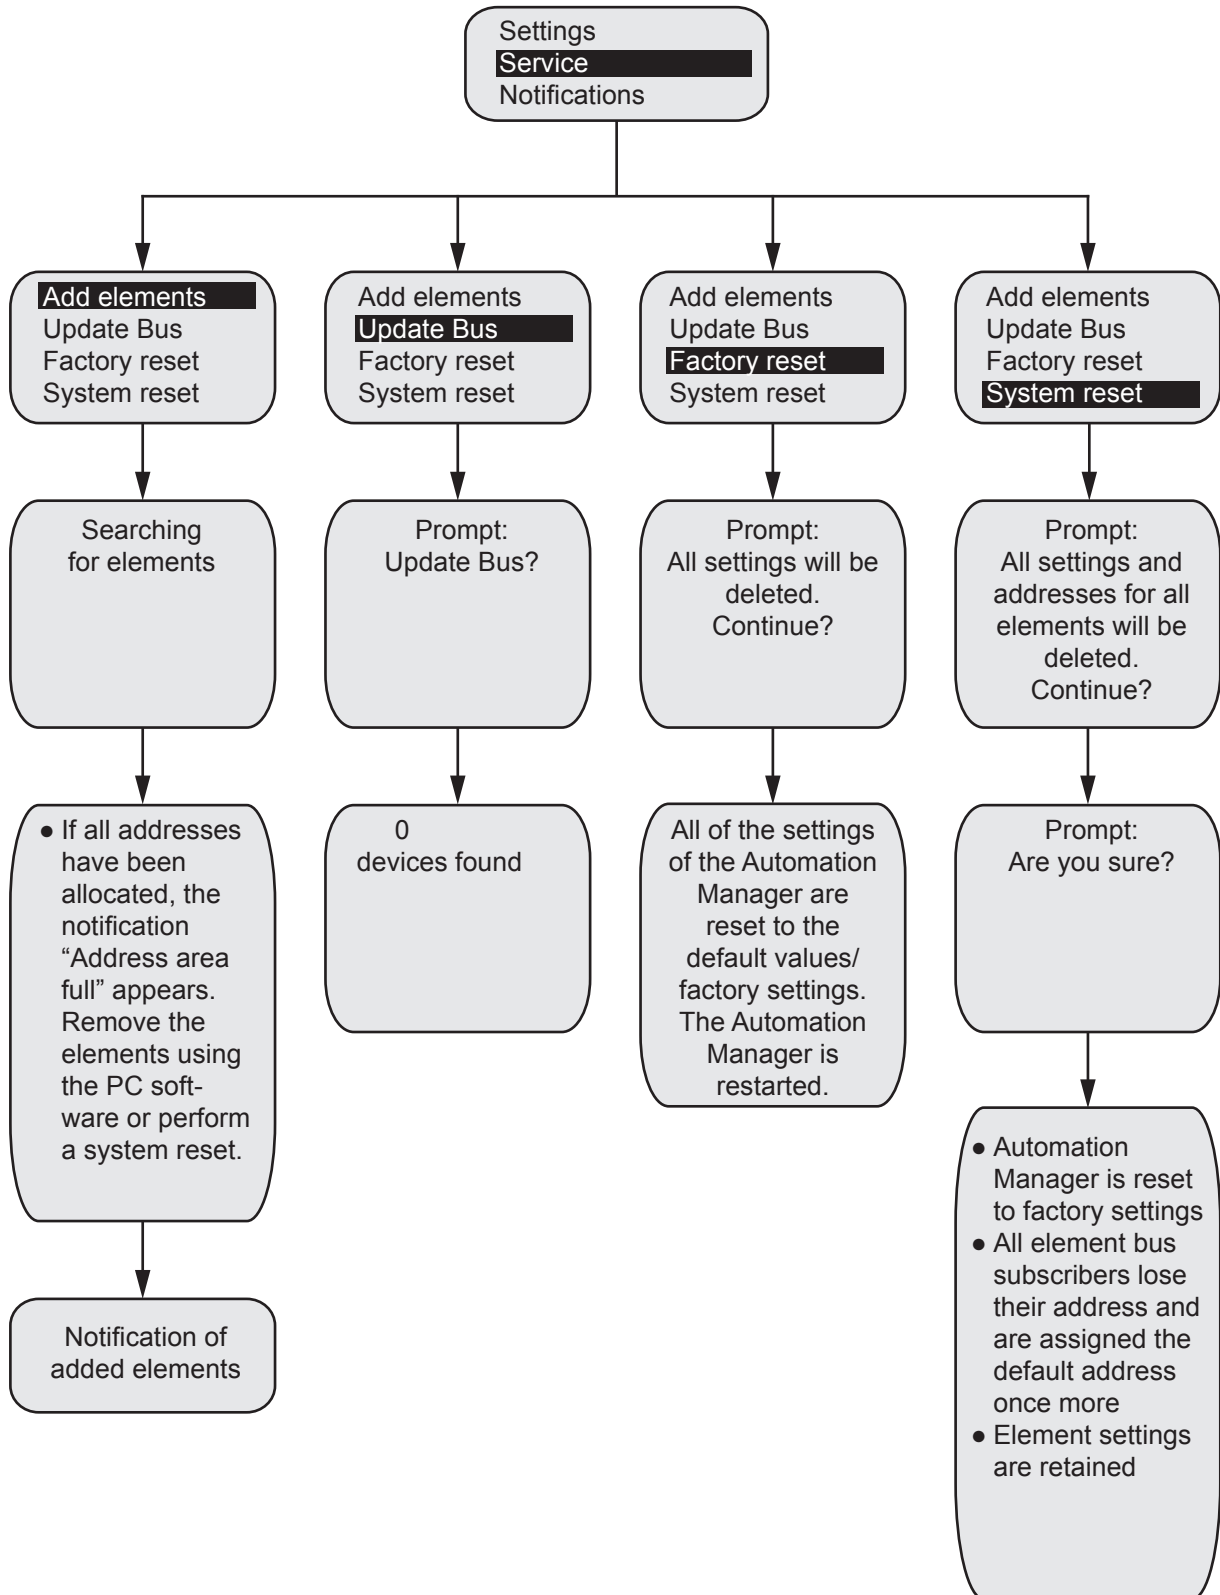 Settings
Service
Notifications
Add elements
Update Bus
Factory reset
System reset
Searching
for elements
● If all addresses
have been
allocated, the
notification
“Address area
full” appears.
Remove the
elements using
the PC soft-
ware or perform
a system reset.
Notification of
added elements
Add elements
Update Bus
Factory reset
System reset
Prompt:
Update Bus?
0
devices found
Add elements
Update Bus
Factory reset
System reset
Prompt:
All settings will be
deleted.
Continue?
All of the settings
of the Automation
Manager are
reset to the
default values/
factory settings.
The Automation
Manager is
restarted.
Add elements
Update Bus
Factory reset
System reset
Prompt:
All settings and
addresses for all
elements will be
deleted.
Continue?
Prompt:
Are you sure?
● Automation
Manager is reset
to factory settings
● All element bus
subscribers lose
their address and
are assigned the
default address
once more
● Element settings
are retained